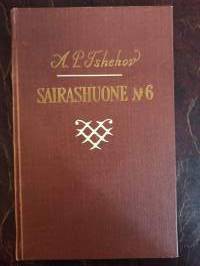 A. P. Tshehov
SAIRASHUONE № 6